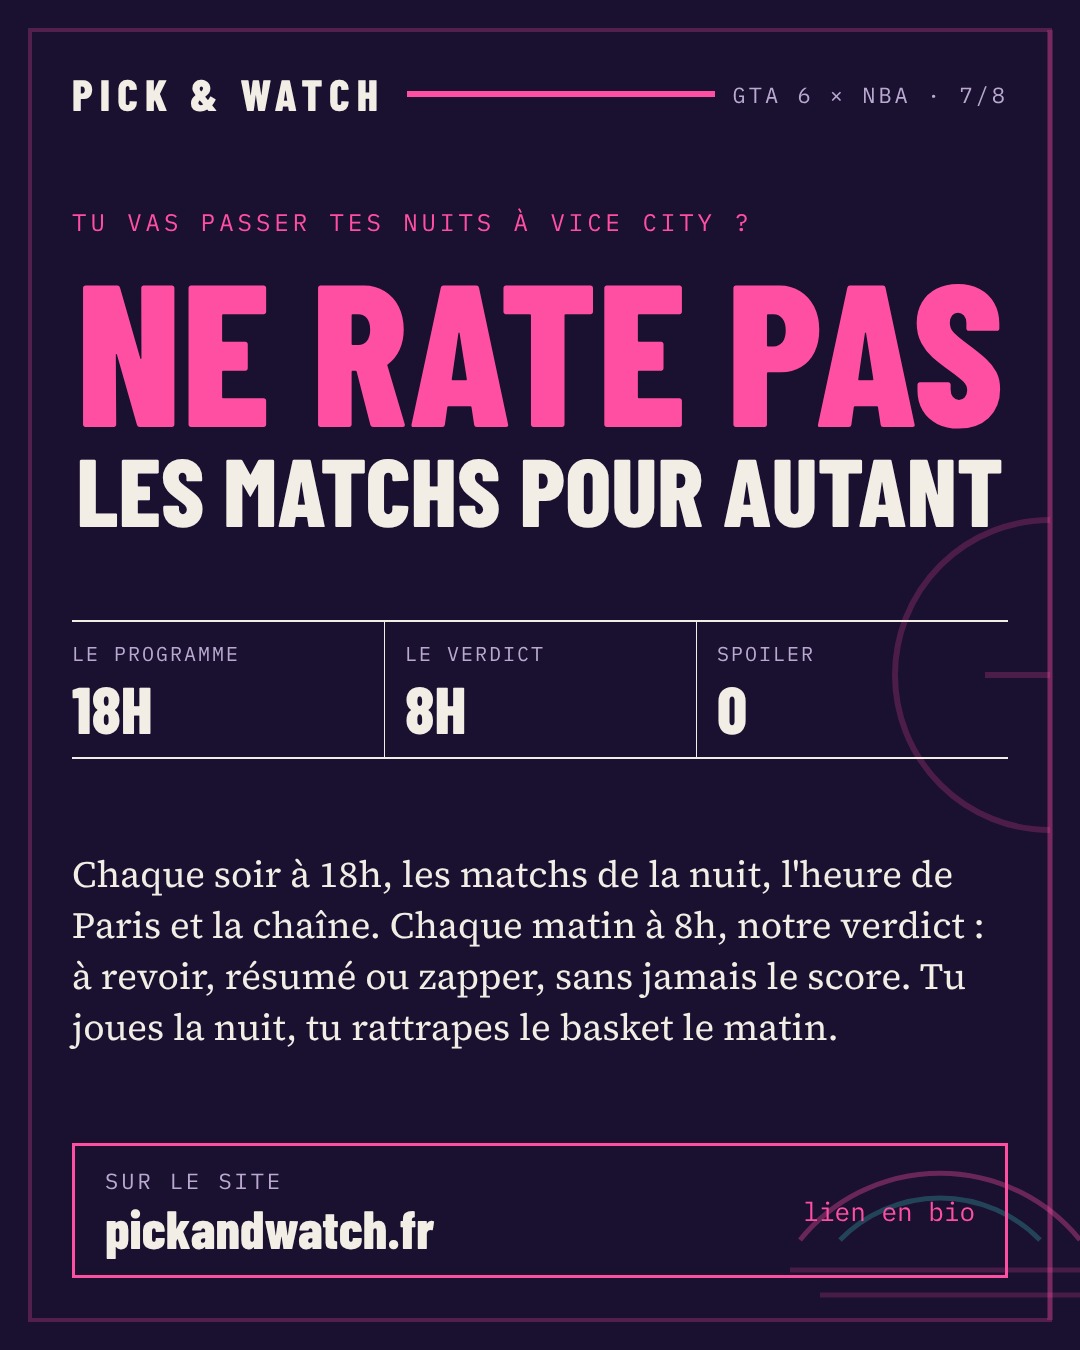 PICK & WATCH
GTA 6 × NBA · 7/8
TU VAS PASSER TES NUITS À VICE CITY ?
NE RATE PAS
LES MATCHS POUR AUTANT
LE PROGRAMME
18H
LE VERDICT
8H
SPOILER
0
Chaque soir à 18h, les matchs de la nuit, l'heure de
Paris et la chaîne. Chaque matin à 8h, notre verdict :
à revoir, résumé ou zapper, sans jamais le score. Tu
joues la nuit, tu rattrapes le basket le matin.
SUR LE SITE
pickandwatch.fr
lien en bio